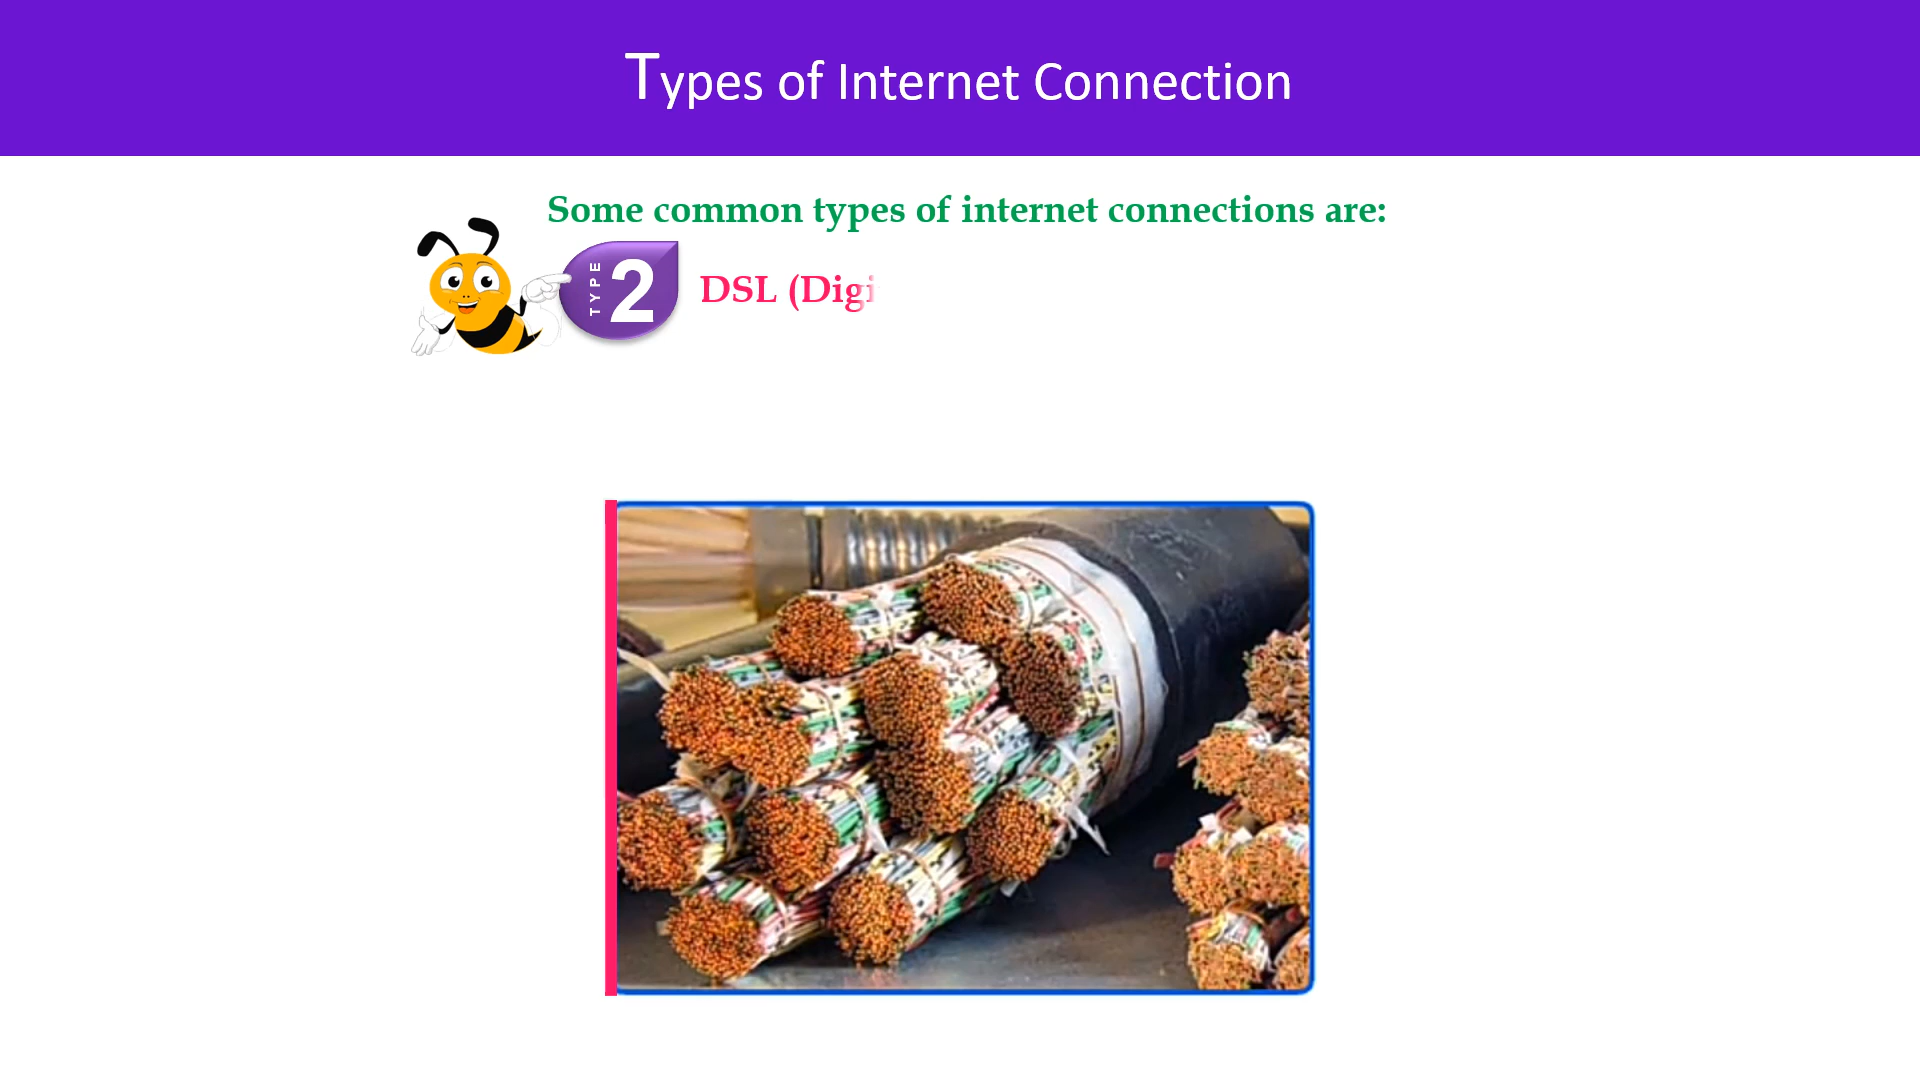 Types of Internet Connection
Some common types of internet connections are:
TYPE 2
DSL (Digi